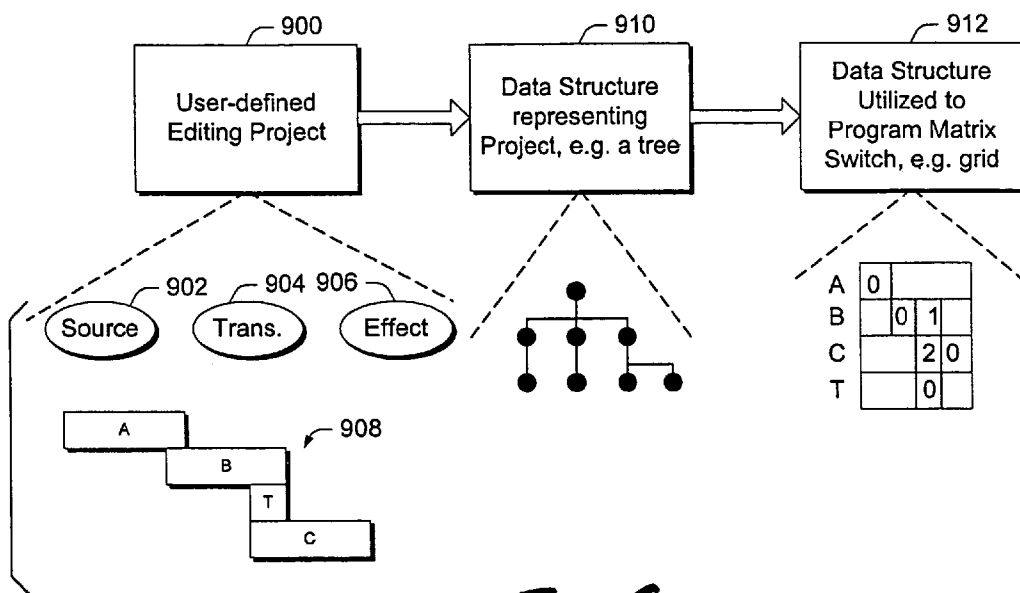 900
910
912
User-defined
Editing Project
Data Structure
representing
Project, e.g. a tree
Data Structure
Utilized to
Program Matrix
Switch, e.g. grid
902
904
906
Source
Trans.
Effect
A
B
T
C
908
A 0
B 0 1
C 2 0
T 0